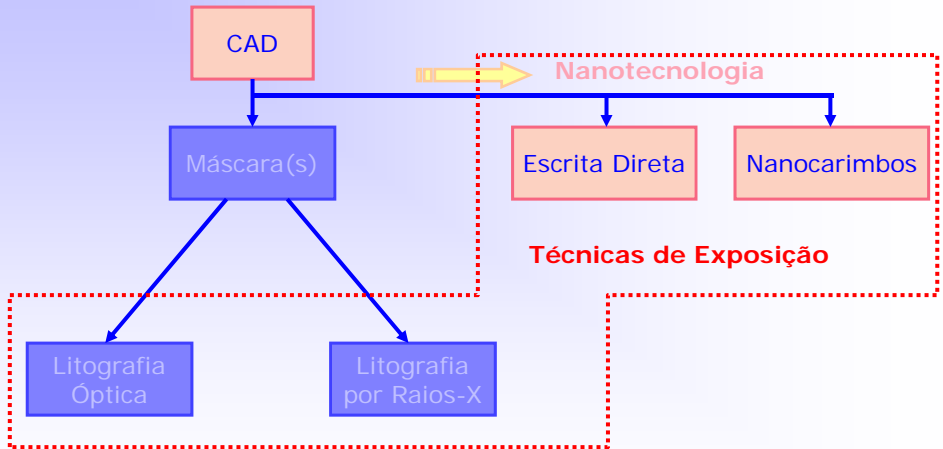 CAD
Nanotecnologia
Máscara(s)
Escrita Direta
Nanocarimbos
Técnicas de Exposição
Litografia
Óptica
Litografia
por Raios-X